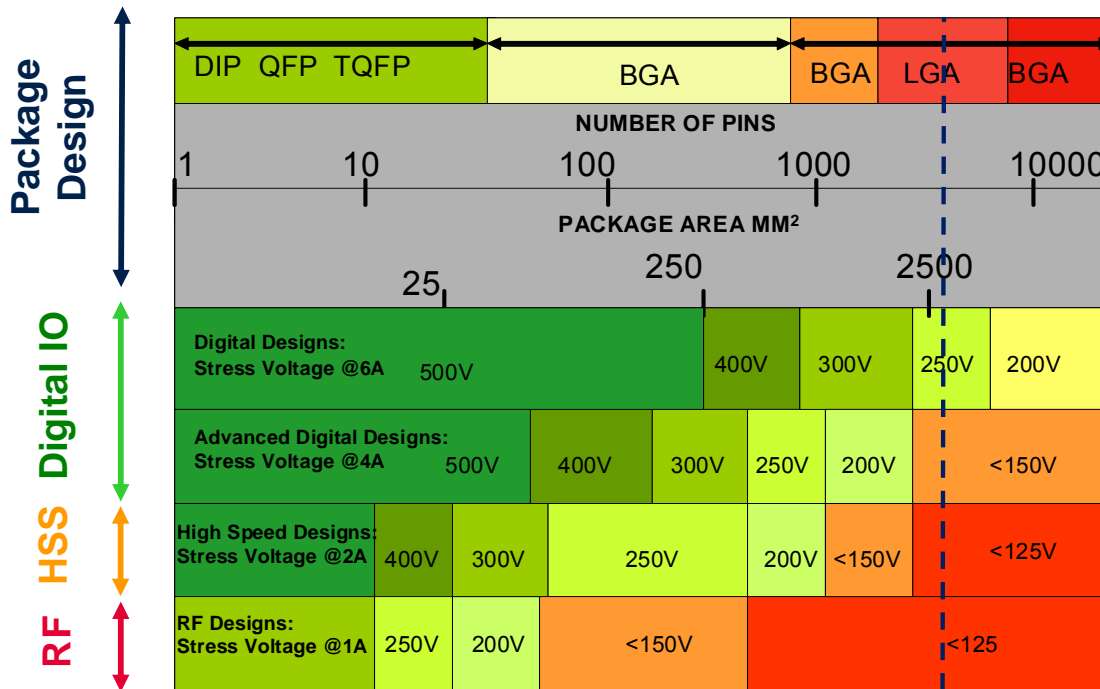 Package
Design
DIP QFP TQFP
BGA
BGA
LGA
BGA
NUMBER OF PINS
1
10
100
1000
10000
PACKAGE AREA MM²
25
250
2500
Digital IO
Digital Designs:
Stress Voltage @6A
500V
400V
300V
250V
200V
Advanced Digital Designs:
Stress Voltage @4A
500V
400V
300V
250V
200V
<150V
HSS
High Speed Designs:
Stress Voltage @2A
400V
300V
250V
200V
<150V
<125V
RF
RF Designs:
Stress Voltage @1A
250V
200V
<150V
<125